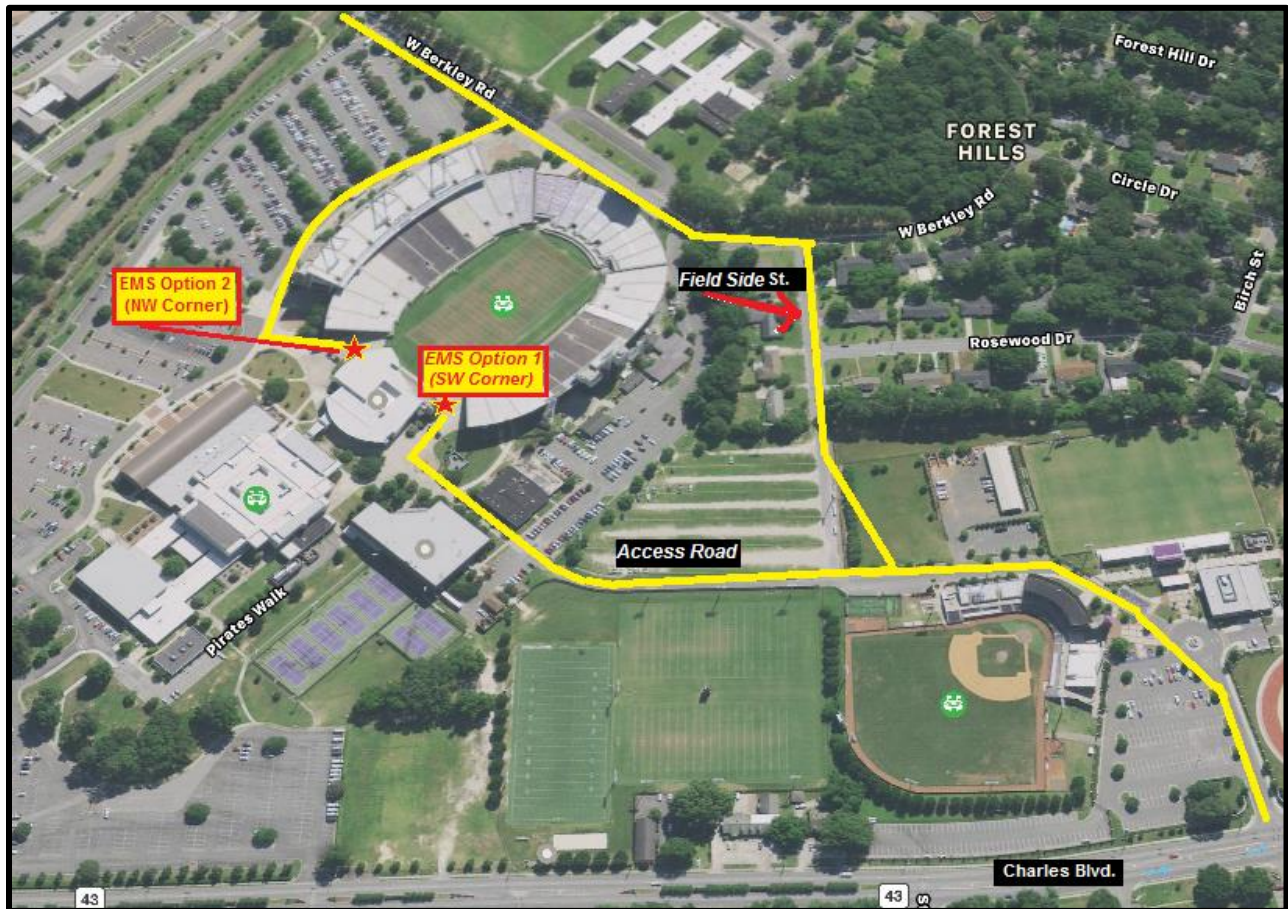 W Berkley Rd
Forest Hill Dr
FOREST
HILLS
Circle Dr
W Berkley Rd
Birch St
EMS Option 2
(NW Corner)
Field Side St.
Rosewood Dr
EMS Option 1
(SW Corner)
Access Road
Pirates Walk
Charles Blvd.
43
43